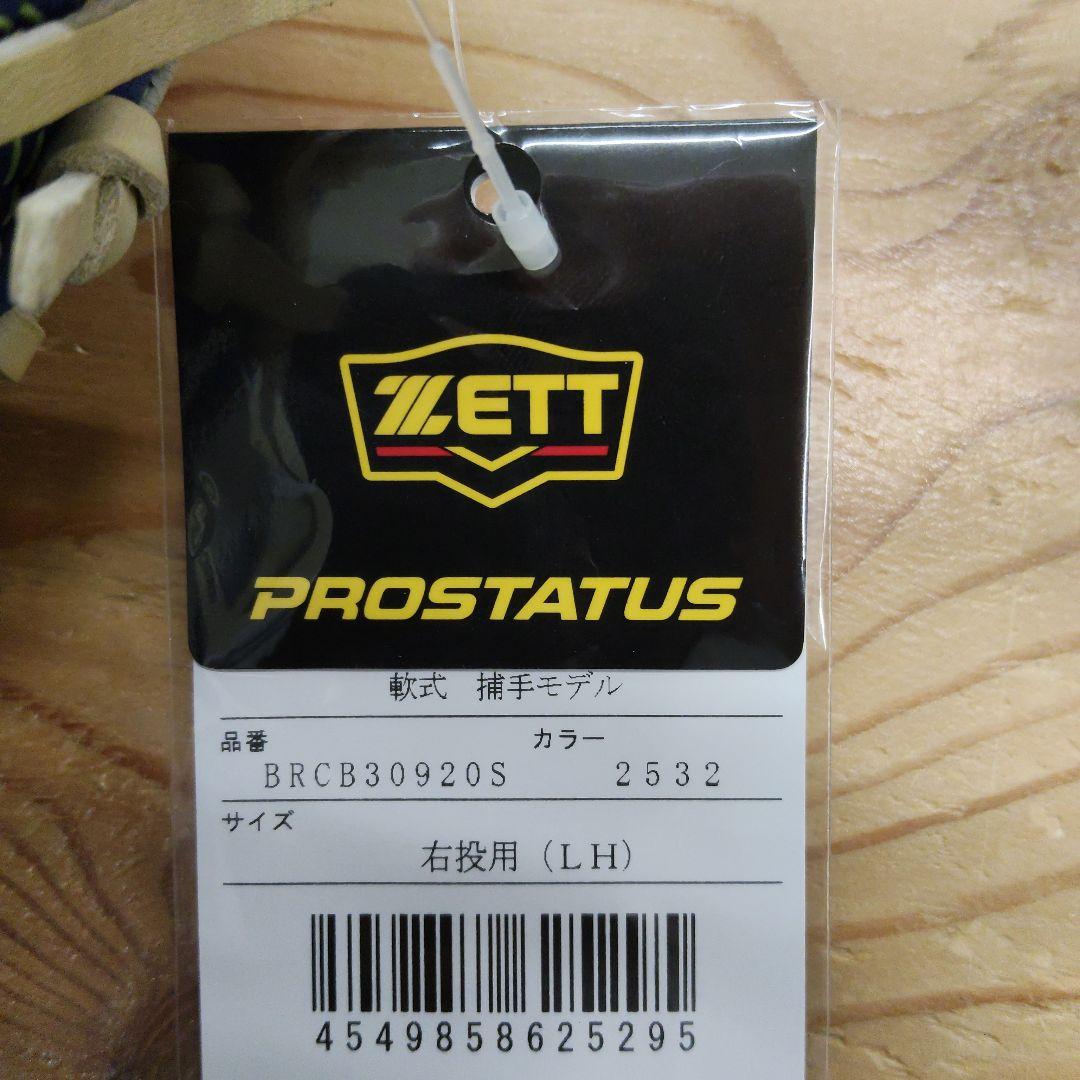 ZETT
PROSTATUS
軟式 捕手モデル
品番 カラー
BRCB30920S 2532
サイズ
右投用(LH)
4549858625295